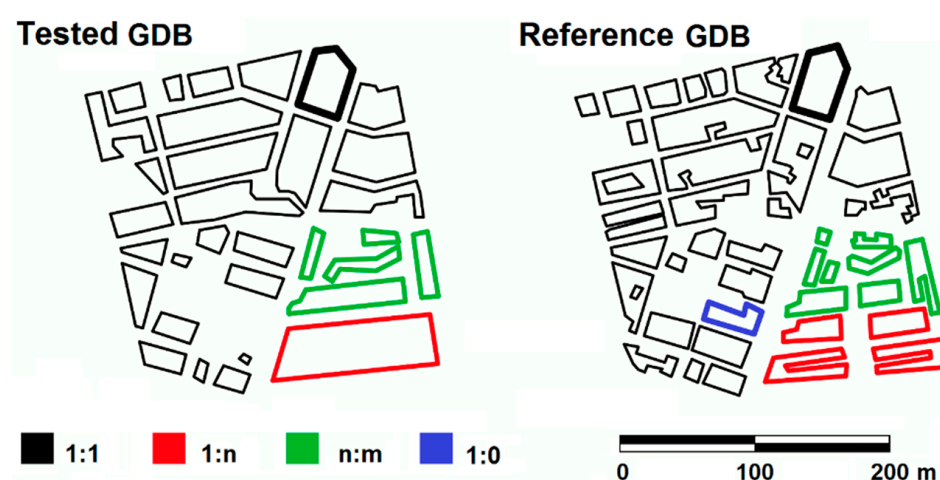 Tested GDB
Reference GDB
1:1
1:n
n:m
1:0
0
100
200 m